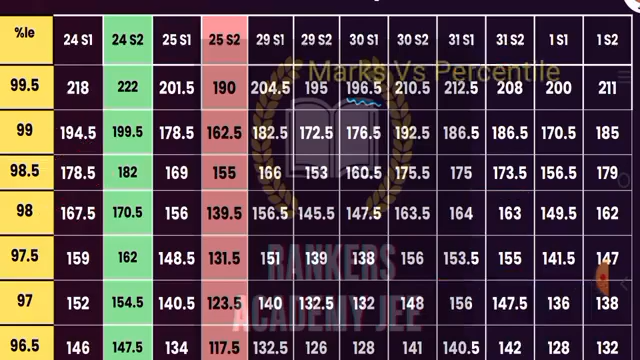 %le 24 S1 24 S2 25 S1 25 S2 29 S1 29 S2 30 S1 30 S2 31 S1 31 S2 1 S1 1 S2
Marks Vs Percentile
99.5 218 222 201.5 190 204.5 195 196.5 210.5 212.5 208 200 211
99 194.5 199.5 178.5 162.5 182.5 172.5 176.5 192.5 186.5 186.5 170.5 185
98.5 178.5 182 169 155 166 153 160.5 175.5 175 173.5 156.5 179
98 167.5 170.5 156 139.5 156.5 145.5 147.5 163.5 164 163 149.5 162
97.5 159 162 148.5 131.5 151 139 138 156 153.5 155 141.5 147
RANKERS
97 152 154.5 140.5 123.5 140 132.5 132 148 156 147.5 136 138
ACADEMY JEE
96.5 146 147.5 134 117.5 132.5 126 128 141 140.5 142 128 132